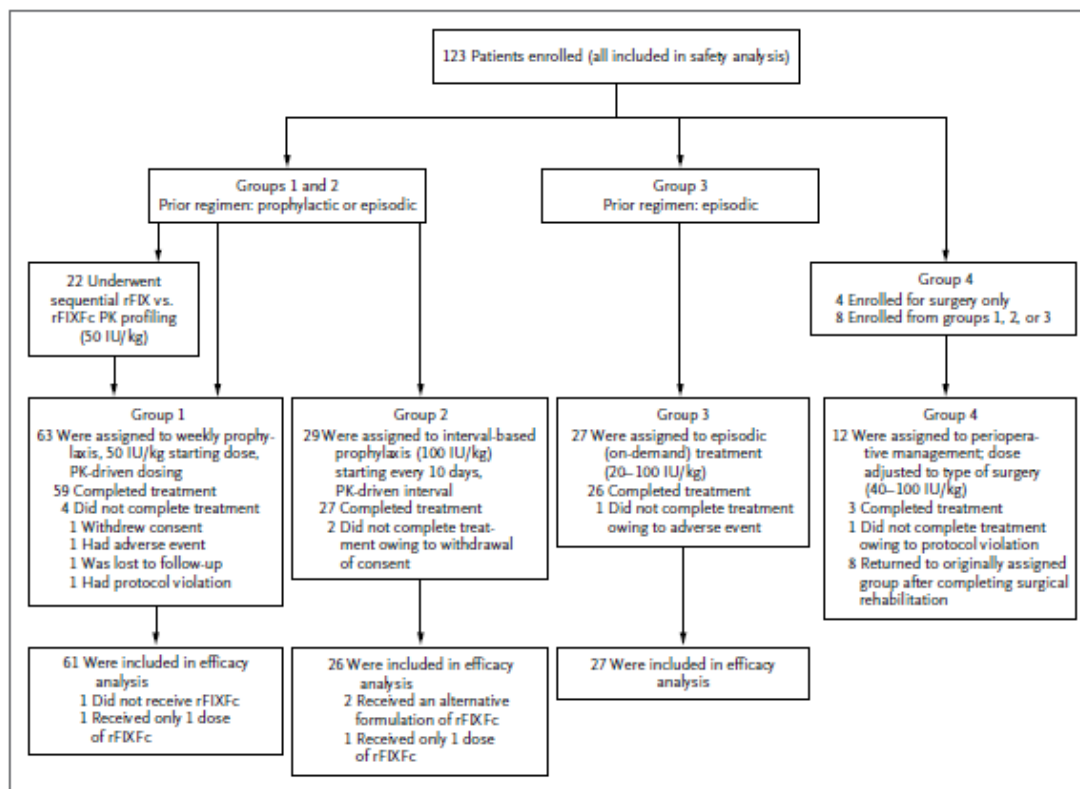 123 Patients enrolled (all included in safety analysis)
Groups 1 and 2
Prior regimen: prophylactic or episodic
Group 3
Prior regimen: episodic
22 Underwent
sequential rFIX vs.
rFIXFc PK profiling
(50 IU/kg)
Group 4
4 Enrolled for surgery only
8 Enrolled from groups 1, 2, or 3
Group 1
63 Were assigned to weekly prophy-
laxis, 50 IU/kg starting dose,
PK-driven dosing
59 Completed treatment
4 Did not complete treatment
1 Withdrew consent
1 Had adverse event
1 Was lost to follow-up
1 Had protocol violation
Group 2
29 Were assigned to interval-based
prophylaxis (100 IU/kg)
starting every 10 days,
PK-driven interval
27 Completed treatment
2 Did not complete treat-
ment owing to withdrawal
of consent
Group 3
27 Were assigned to episodic
(on-demand) treatment
(20–100 IU/kg)
26 Completed treatment
1 Did not complete treatment
owing to adverse event
Group 4
12 Were assigned to periopera-
tive management; dose
adjusted to type of surgery
(40–100 IU/kg)
3 Completed treatment
1 Did not complete treatment
owing to protocol violation
8 Returned to originally assigned
group after completing surgical
rehabilitation
61 Were included in efficacy
analysis
1 Did not receive rFIXFc
1 Received only 1 dose
of rFIXFc
26 Were included in efficacy
analysis
2 Received an alternative
formulation of rFIXFc
1 Received only 1 dose
of rFIXFc
27 Were included in efficacy
analysis